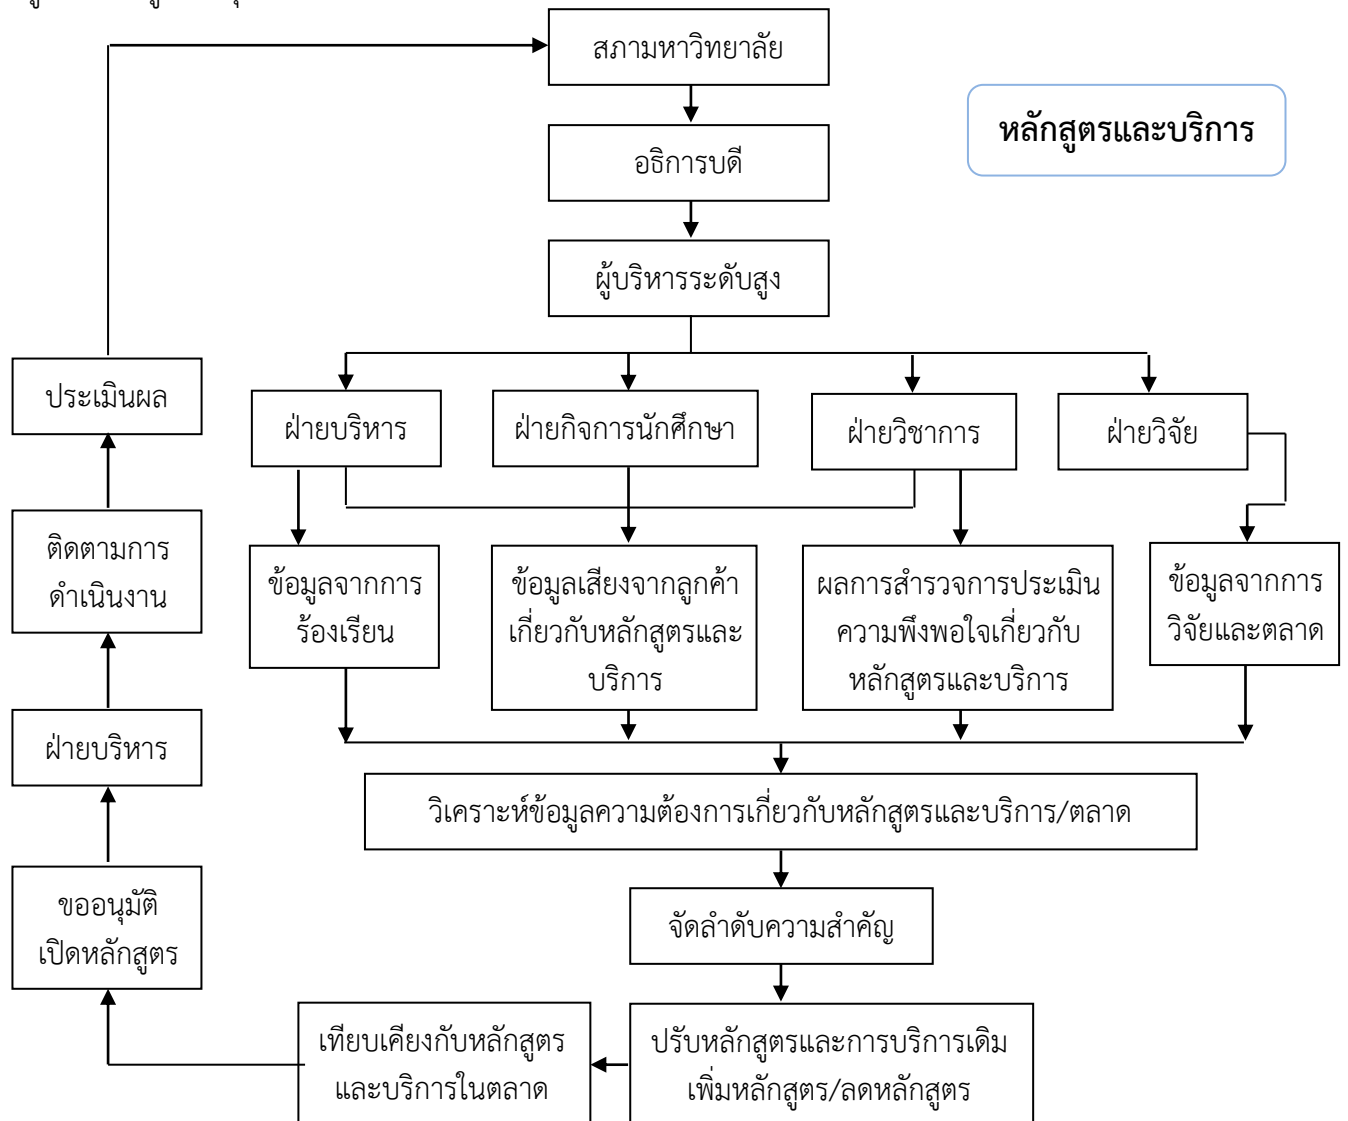 สภามหาวิทยาลัย
หลักสูตรและบริการ
อธิการบดี
ผู้บริหารระดับสูง
ประเมินผล
ฝ่ายบริหาร
ฝ่ายกิจการนักศึกษา
ฝ่ายวิชาการ
ฝ่ายวิจัย
ติดตามการ
ดำเนินงาน
ข้อมูลจากการ
ร้องเรียน
ข้อมูลเสียงจากลูกค้า
เกี่ยวกับหลักสูตรและ
บริการ
ผลการสำรวจการประเมิน
ความพึงพอใจเกี่ยวกับ
หลักสูตรและบริการ
ข้อมูลจากการ
วิจัยและตลาด
ฝ่ายบริหาร
วิเคราะห์ข้อมูลความต้องการเกี่ยวกับหลักสูตรและบริการ/ตลาด
ขออนุมัติ
เปิดหลักสูตร
จัดลำดับความสำคัญ
เทียบเคียงกับหลักสูตร
และบริการในตลาด
ปรับหลักสูตรและการบริการเดิม
เพิ่มหลักสูตร/ลดหลักสูตร